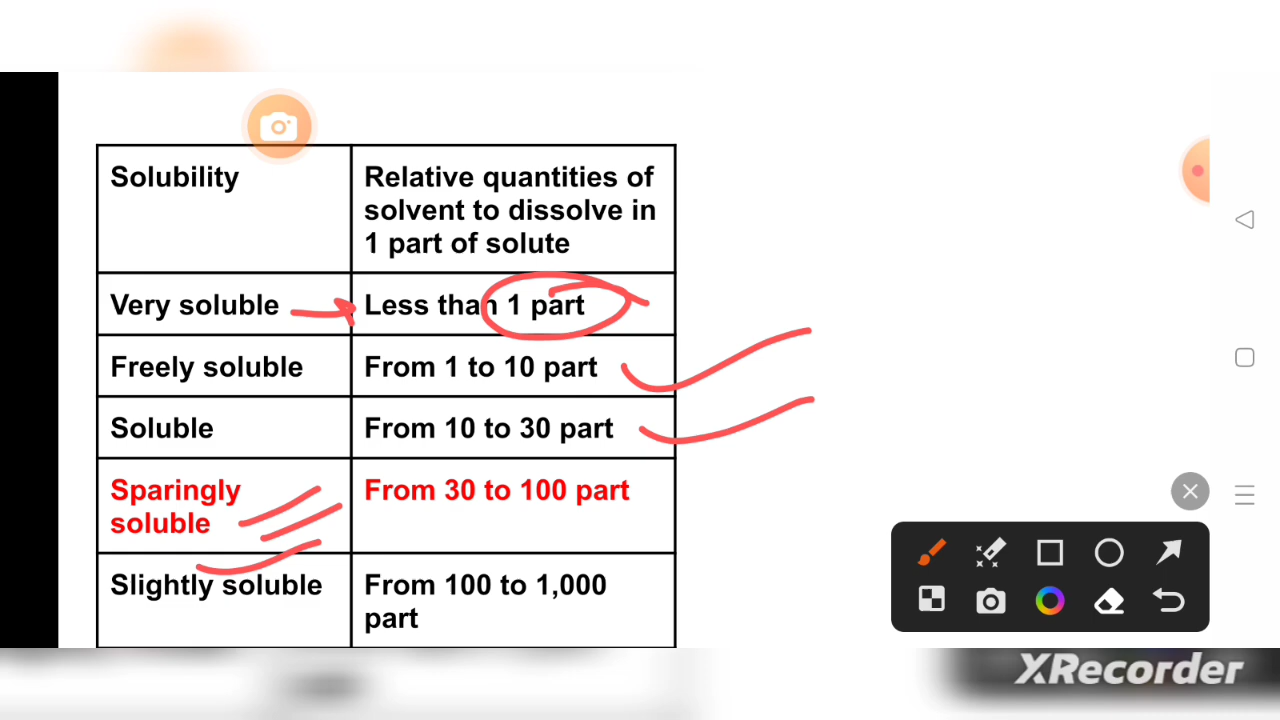 Solubility
Relative quantities of
solvent to dissolve in
1 part of solute
Very soluble
Less than 1 part
Freely soluble
From 1 to 10 part
Soluble
From 10 to 30 part
Sparingly
soluble
From 30 to 100 part
Slightly soluble
From 100 to 1,000
part
XRecorder